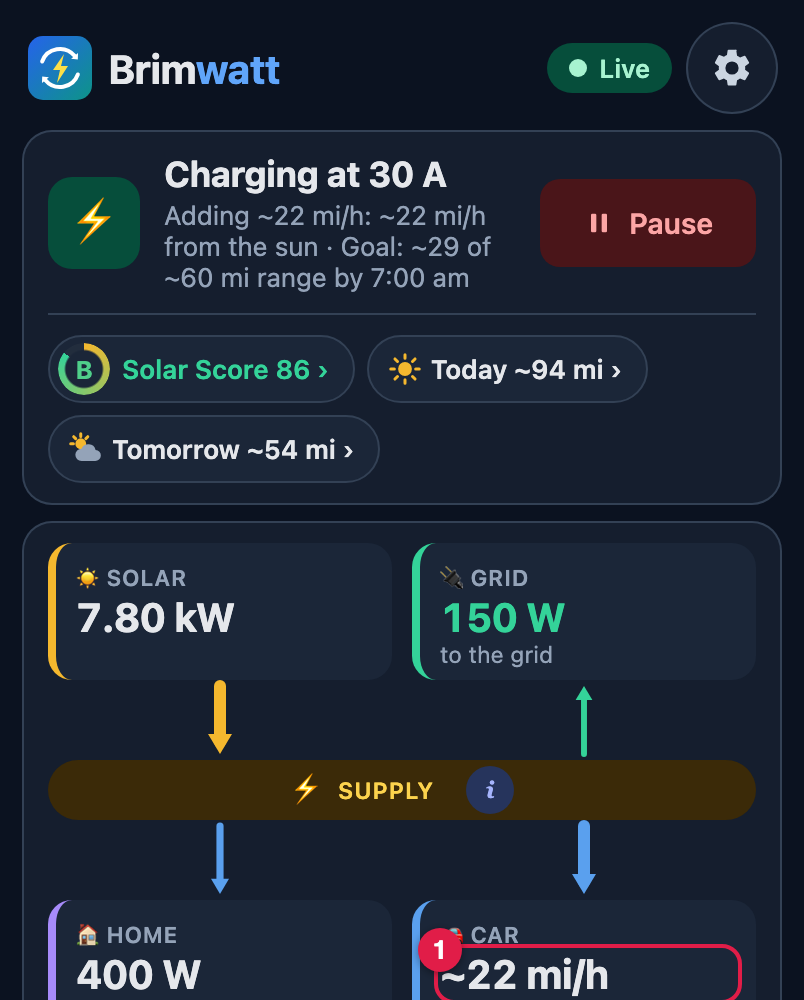 Brimwatt
Live
Charging at 30 A
Adding ~22 mi/h: ~22 mi/h
from the sun · Goal: ~29 of
~60 mi range by 7:00 am
Pause
B
Solar Score 86 ›
Today ~94 mi ›
Tomorrow ~54 mi ›
SOLAR
7.80 kW
GRID
150 W
to the grid
SUPPLY
i
HOME
400 W
CAR
1
~22 mi/h